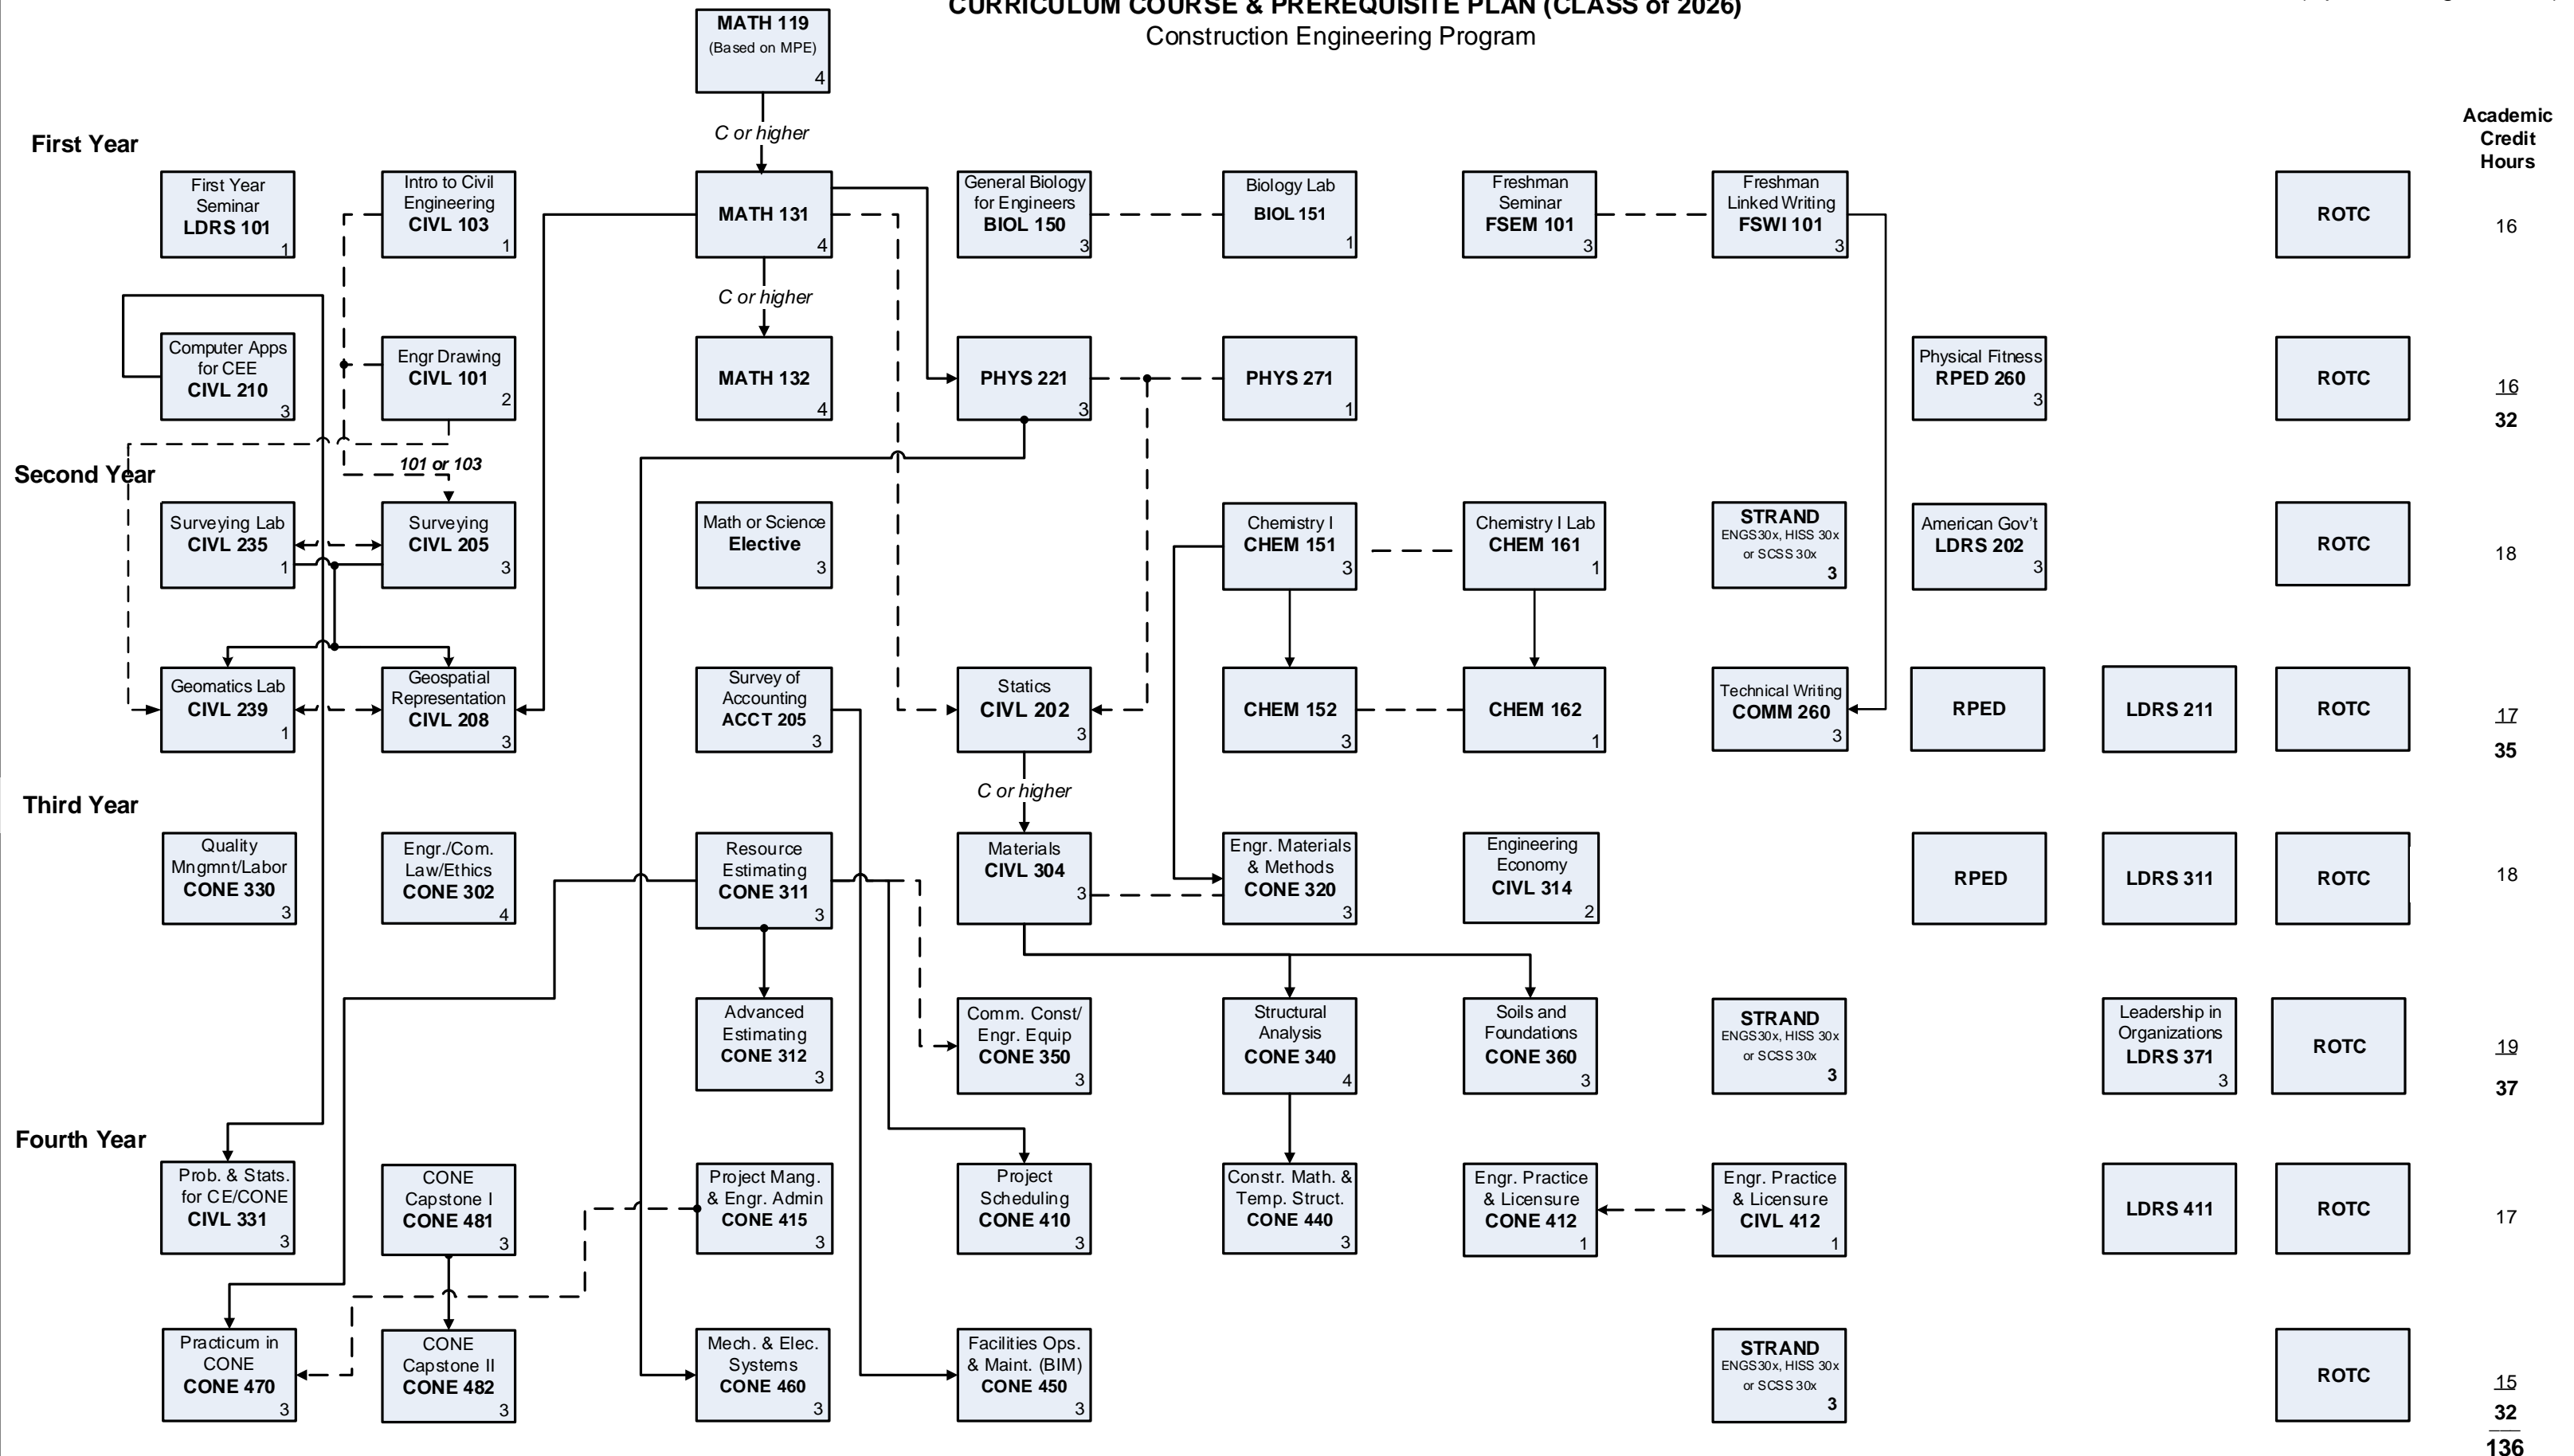 CURRICULUM COURSE & PREREQUISITE PLAN (CLASS of 2026)
Construction Engineering Program
MATH 119
(Based on MPE)
4
C or higher
Academic
Credit
Hours
First Year
First Year
Seminar
LDRS 101
1
Intro to Civil
Engineering
CIVL 103
1
MATH 131
4
General Biology
for Engineers
BIOL 150
3
Biology Lab
BIOL 151
1
Freshman
Seminar
FSEM 101
3
Freshman
Linked Writing
FSWI 101
3
ROTC
16
C or higher
Computer Apps
for CEE
CIVL 210
3
Engr Drawing
CIVL 101
2
MATH 132
4
PHYS 221
3
PHYS 271
1
Physical Fitness
RPED 260
3
ROTC
16
32
101 or 103
Second Year
Surveying Lab
CIVL 235
1
Surveying
CIVL 205
3
Math or Science
Elective
3
Chemistry I
CHEM 151
3
Chemistry I Lab
CHEM 161
1
STRAND
ENGS30x, HISS 30x
or SCSS 30x
3
American Gov't
LDRS 202
3
ROTC
18
Geomatics Lab
CIVL 239
1
Geospatial
Representation
CIVL 208
3
Survey of
Accounting
ACCT 205
3
Statics
CIVL 202
3
CHEM 152
3
CHEM 162
1
Technical Writing
COMM 260
3
RPED
LDRS 211
ROTC
17
35
C or higher
Third Year
Quality
Mngmnt/Labor
CONE 330
3
Engr./Com.
Law/Ethics
CONE 302
4
Resource
Estimating
CONE 311
3
Materials
CIVL 304
3
Engr. Materials
& Methods
CONE 320
3
Engineering
Economy
CIVL 314
2
RPED
LDRS 311
ROTC
18
Advanced
Estimating
CONE 312
3
Comm. Const/
Engr. Equip
CONE 350
3
Structural
Analysis
CONE 340
4
Soils and
Foundations
CONE 360
3
STRAND
ENGS30x, HISS 30x
or SCSS 30x
3
Leadership in
Organizations
LDRS 371
3
ROTC
19
37
Fourth Year
Prob. & Stats.
for CE/CONE
CIVL 331
3
CONE
Capstone I
CONE 481
3
Project Mang.
& Engr. Admin
CONE 415
3
Project
Scheduling
CONE 410
3
Constr. Math. &
Temp. Struct.
CONE 440
3
Engr. Practice
& Licensure
CONE 412
1
Engr. Practice
& Licensure
CIVL 412
1
LDRS 411
ROTC
17
Practicum in
CONE
CONE 470
3
CONE
Capstone II
CONE 482
3
Mech. & Elec.
Systems
CONE 460
3
Facilities Ops.
& Maint. (BIM)
CONE 450
3
STRAND
ENGS30x, HISS 30x
or SCSS 30x
3
ROTC
15
32
136